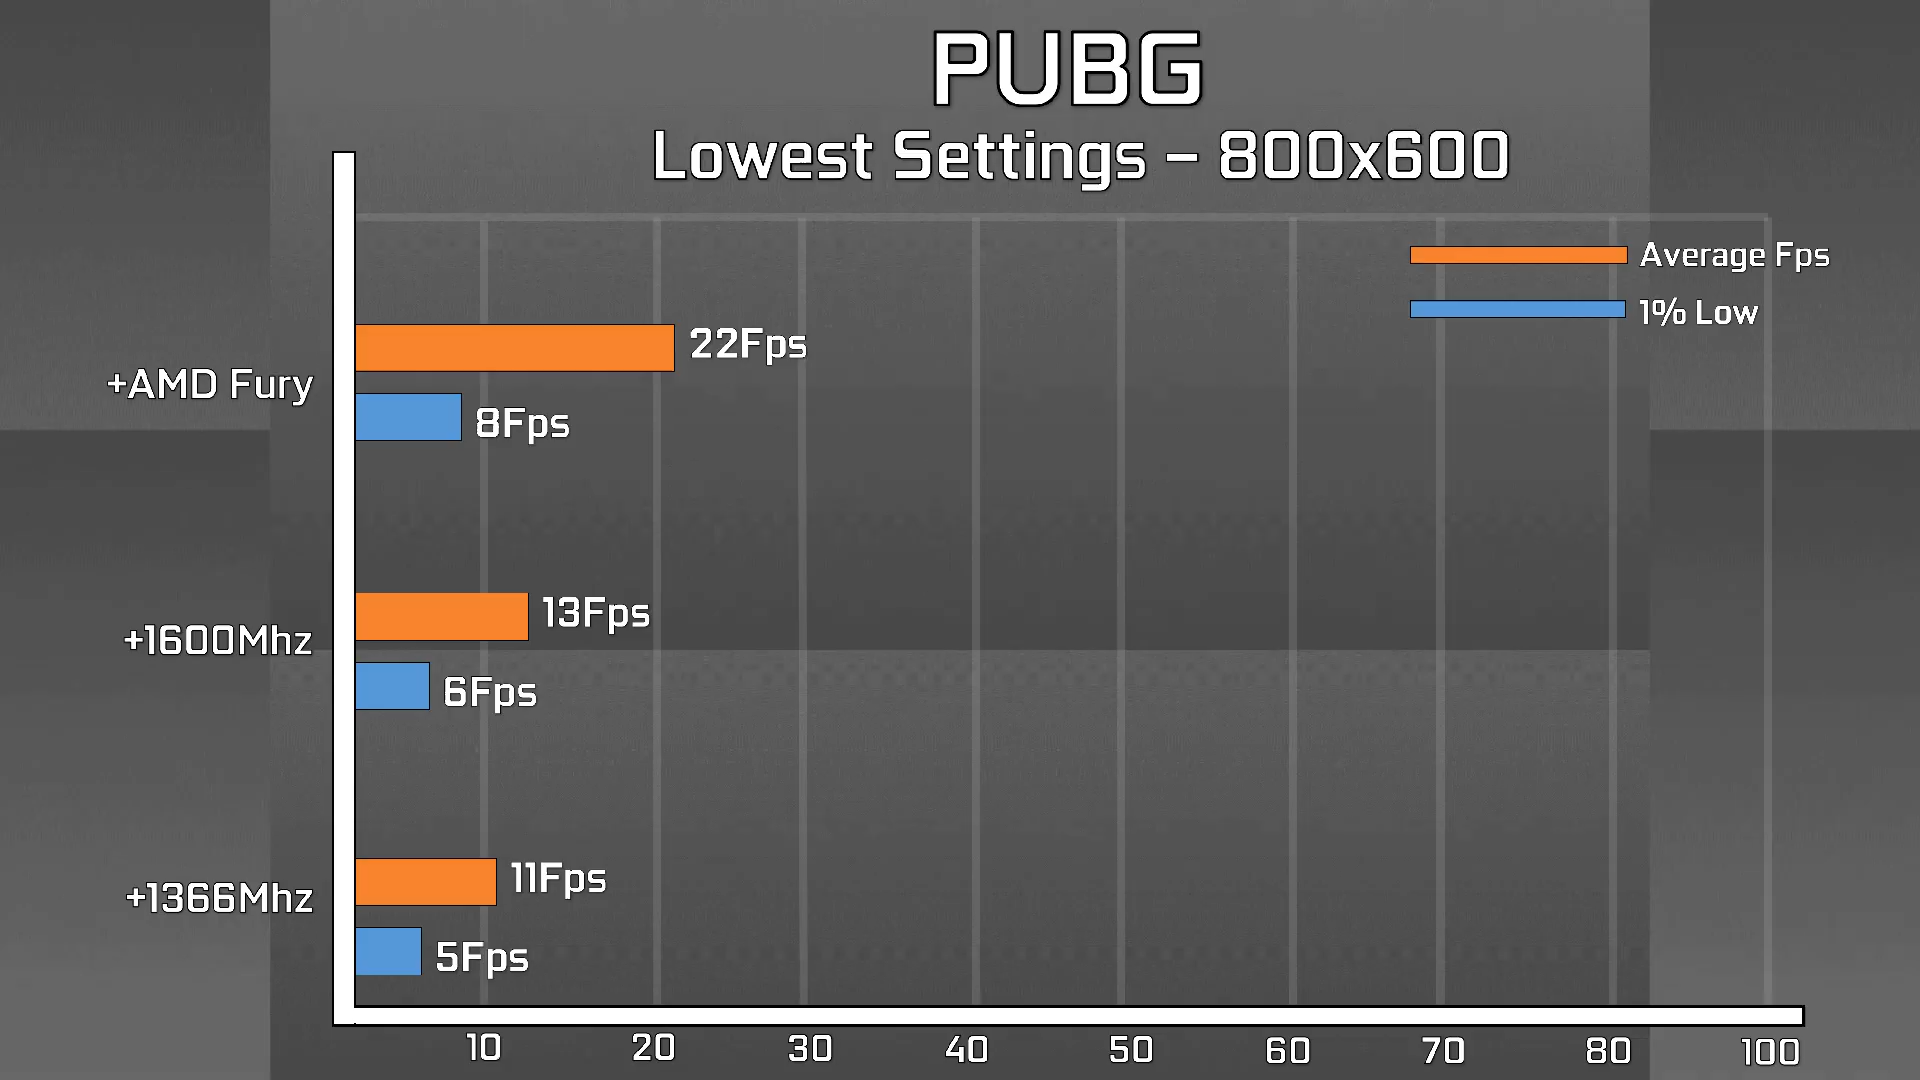 PUBG
Lowest Settings – 800x600
Average Fps
1% Low
+AMD Fury
22Fps
8Fps
+1600Mhz
13Fps
6Fps
+1366Mhz
11Fps
5Fps
10 20 30 40 50 60 70 80 100